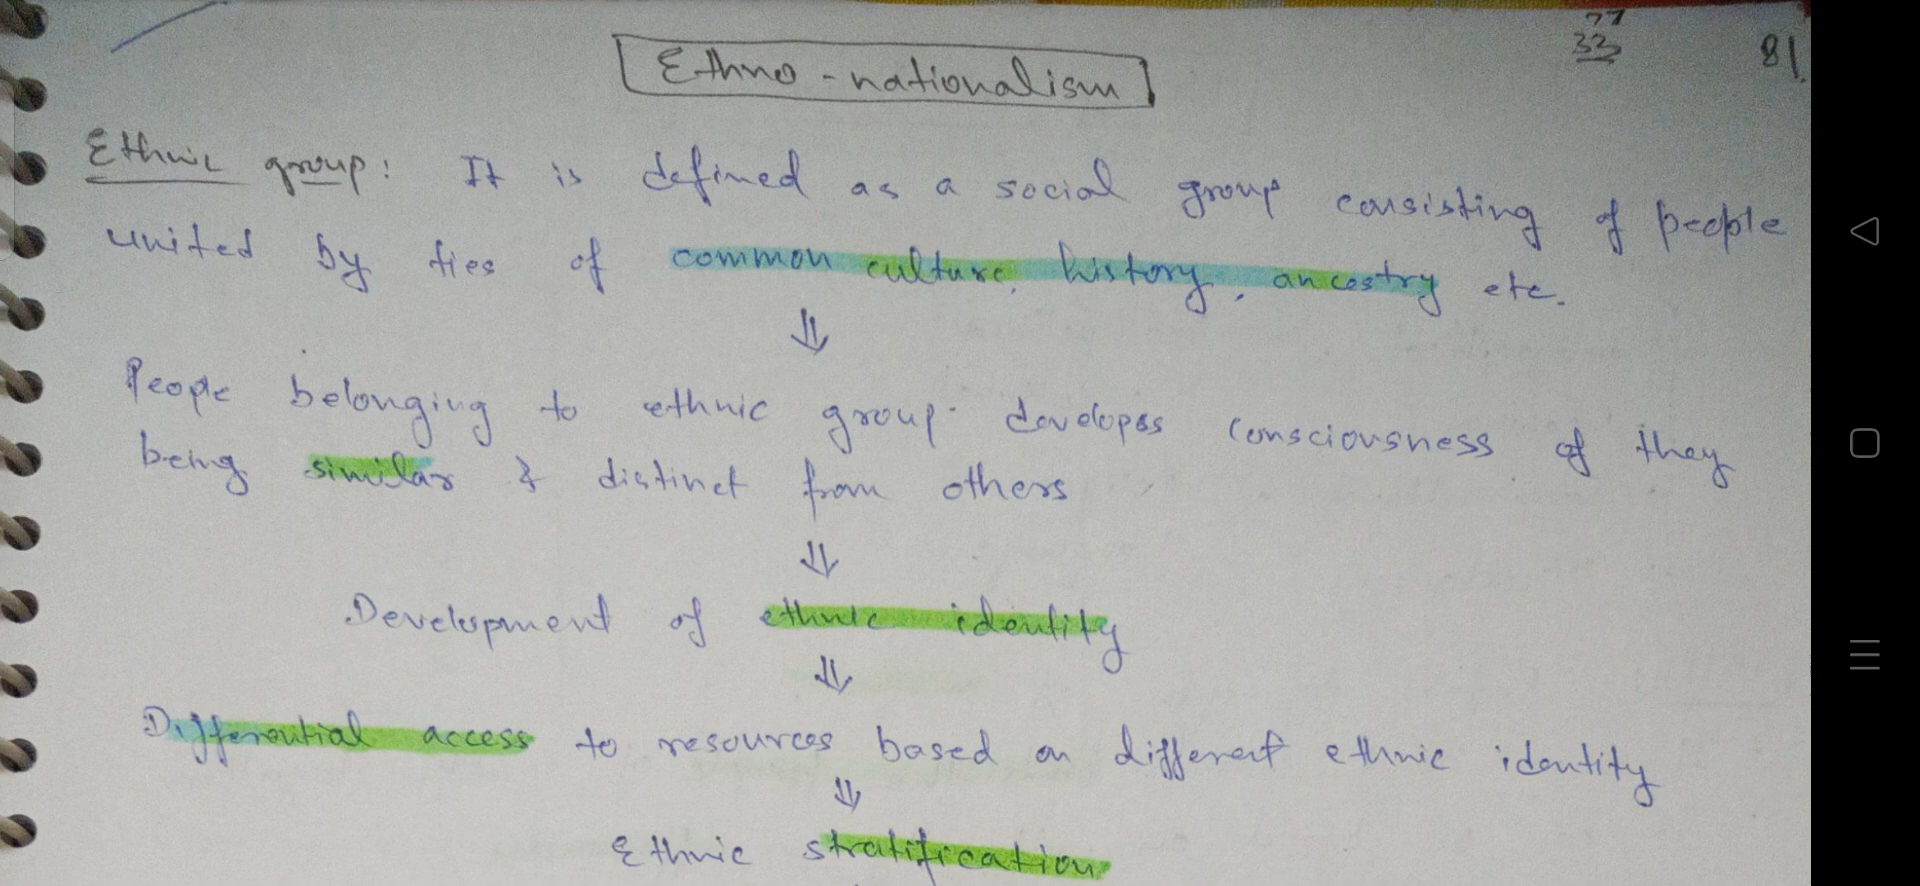 77
33
81.
Ethno-nationalism
Ethnic group: It is defined as a social group consisting of people
united by ties of common culture, history, ancestry etc.
⇓
People belonging to ethnic group developes consciousness of they
being similar & distinct from others
⇓
Development of ethnic identity
⇓
Differential access to resources based on different ethnic identity
⇓
Ethnic stratification